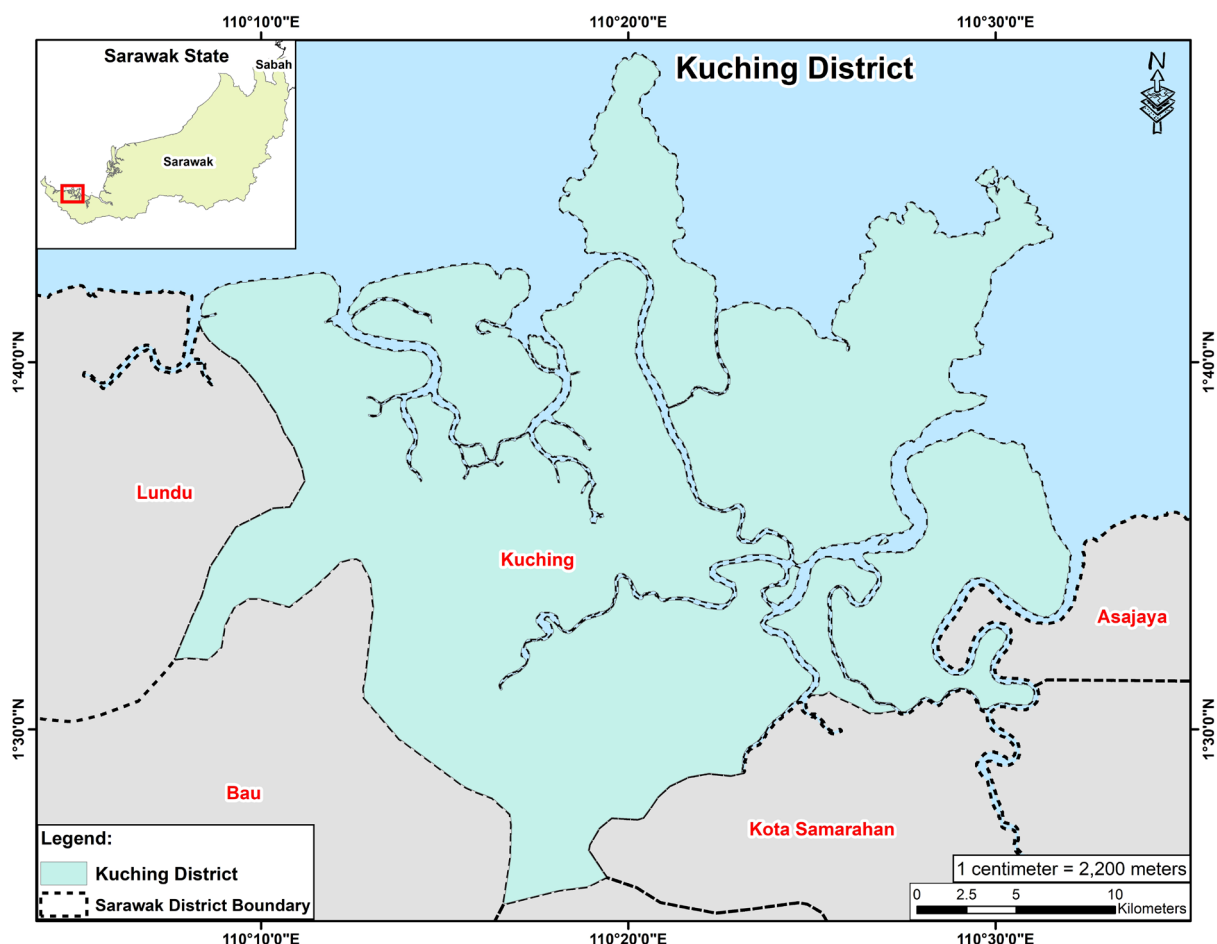 110°10'0"E
110°20'0"E
110°30'0"E
Sarawak State
Sabah
Sarawak
Kuching District
N
1°40'0"N
1°40'0"N
Lundu
Kuching
Asajaya
1°30'0"N
1°30'0"N
Bau
Kota Samarahan
Legend:
Kuching District
Sarawak District Boundary
1 centimeter = 2,200 meters
0 2.5 5 10
Kilometers
110°10'0"E
110°20'0"E
110°30'0"E